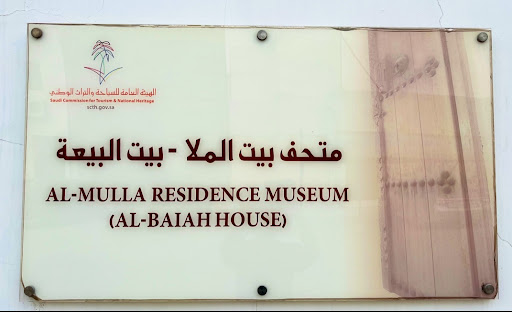 الهيئة العامة للسياحة والتراث الوطني
Saudi Commission for Tourism & National Heritage
scth.gov.sa
متحف بيت الملا - بيت البيعة
AL-MULLA RESIDENCE MUSEUM
(AL-BAIAH HOUSE)